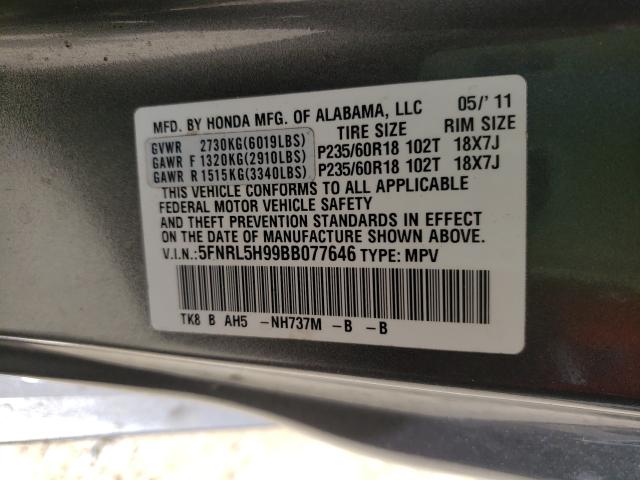 MFD. BY HONDA MFG. OF ALABAMA, LLC 05/'11
TIRE SIZE RIM SIZE
GVWR 2730KG(6019LBS)
GAWR F 1320KG(2910LBS) P235/60R18 102T 18X7J
GAWR R 1515KG(3340LBS) P235/60R18 102T 18X7J
THIS VEHICLE CONFORMS TO ALL APPLICABLE
FEDERAL MOTOR VEHICLE SAFETY
AND THEFT PREVENTION STANDARDS IN EFFECT
ON THE DATE OF MANUFACTURE SHOWN ABOVE.
V.I.N.:5FNRL5H99BB077646 TYPE: MPV
TK8 B AH5 -NH737M -B -B